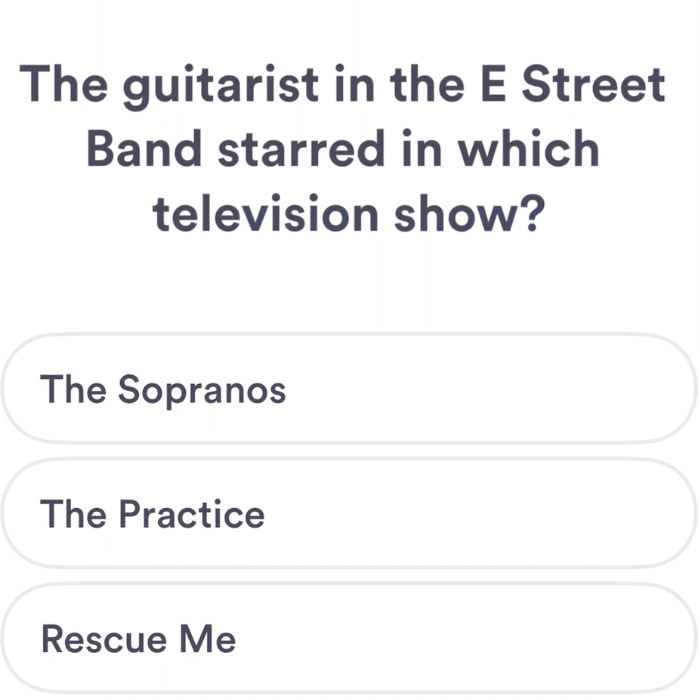 The guitarist in the E Street
Band starred in which
television show?
The Sopranos
The Practice
Rescue Me